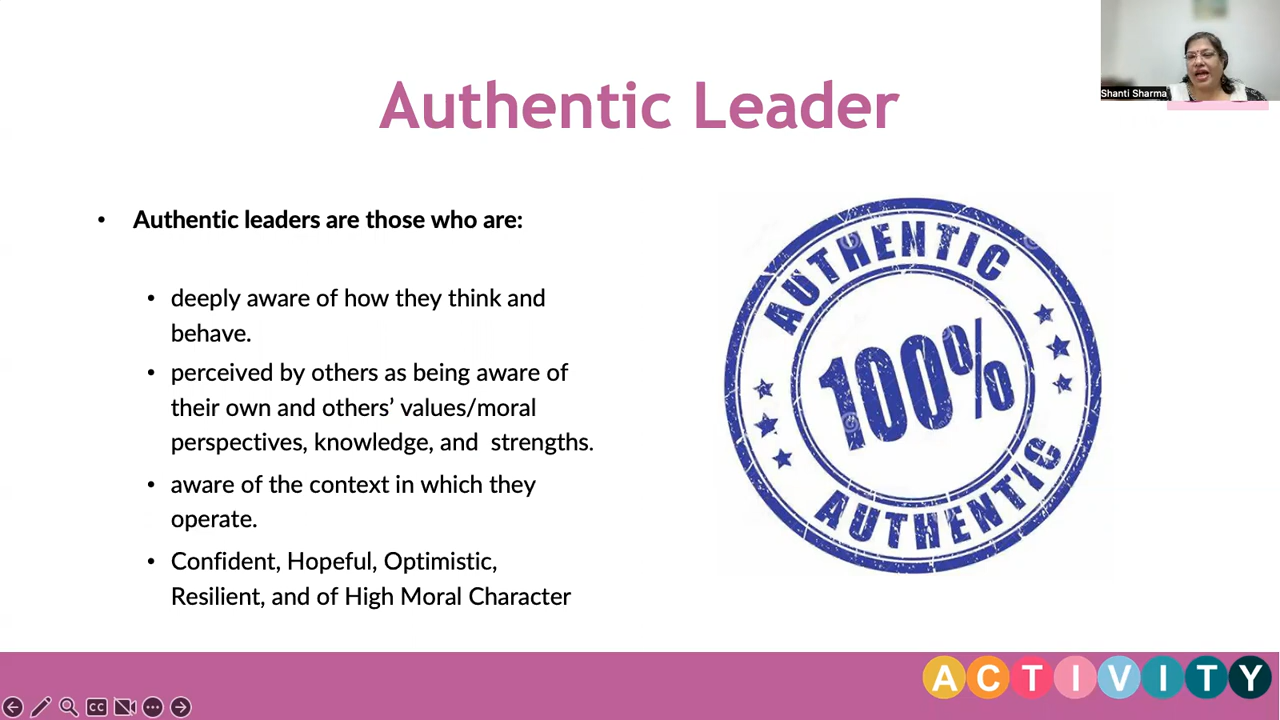 Shanti Sharma
Authentic Leader
• Authentic leaders are those who are:
• deeply aware of how they think and
behave.
• perceived by others as being aware of
their own and others’ values/moral
perspectives, knowledge, and  strengths.
• aware of the context in which they
operate.
• Confident, Hopeful, Optimistic,
Resilient, and of High Moral Character
AUTHENTIC
100%
AUTHENTIC
ACTIVITY
CC